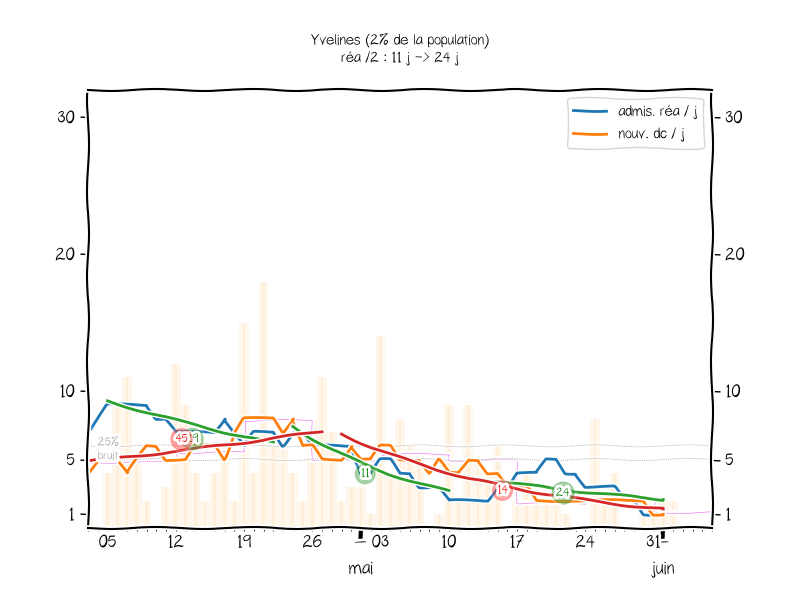 Yvelines (2% de la population)
réa /2 : 11 j -> 24 j
admis. réa / j
nouv. dc / j
30
30
20
20
10
10
25%
bruit
5
5
1
1
45
11
14
24
05 12 19 26 03 10 17 24 31
mai juin